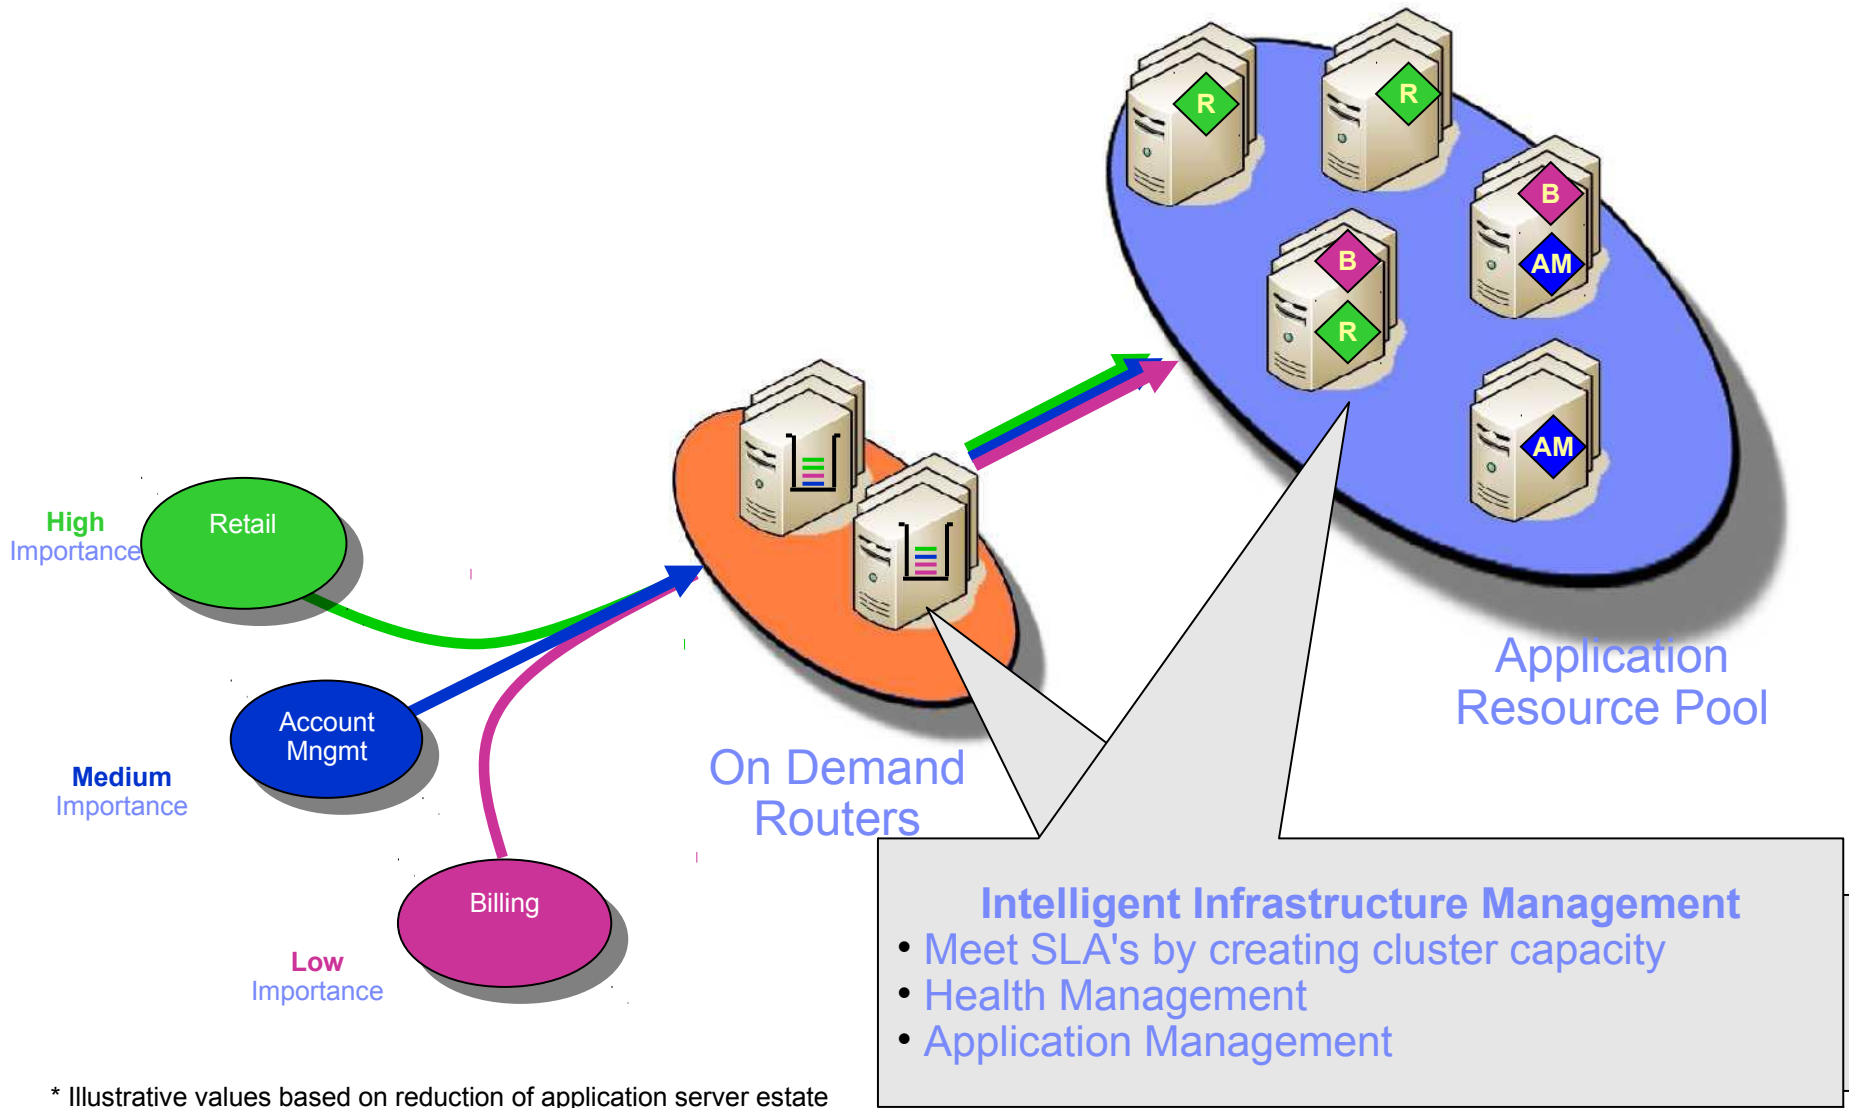 R
R
B
AM
B
R
AM
High
Importance
Retail
Account
Mngmt
Medium
Importance
Billing
Low
Importance
On Demand
Routers
Application
Resource Pool
Intelligent Infrastructure Management
• Meet SLA's by creating cluster capacity
• Health Management
• Application Management
* Illustrative values based on reduction of application server estate